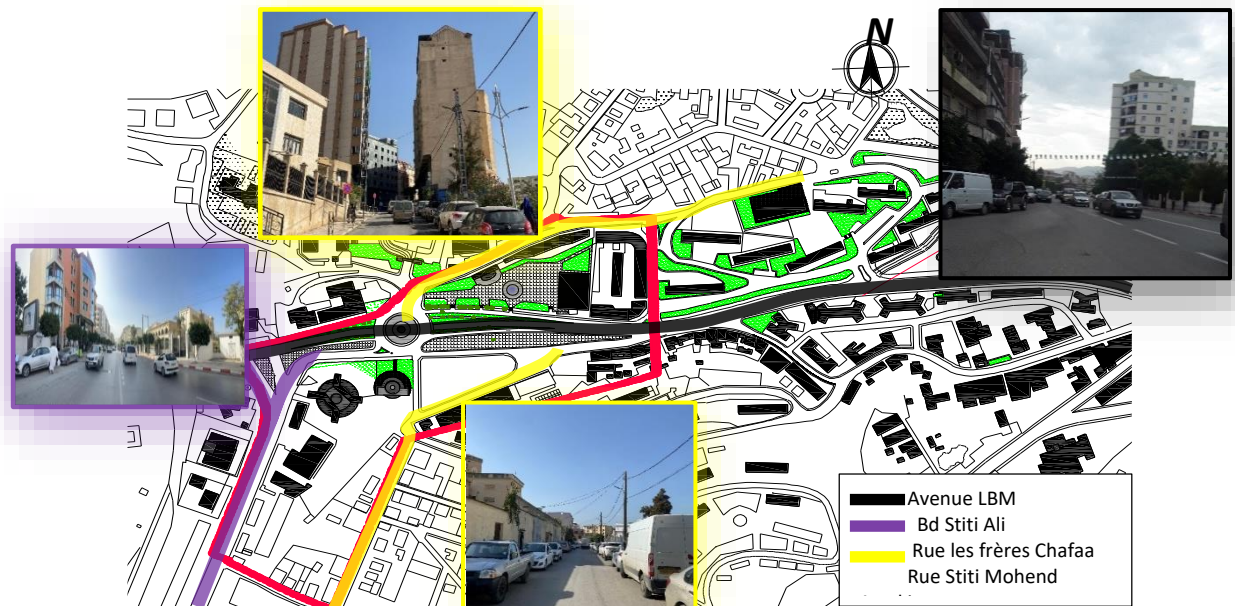 N
Avenue LBM
Bd Stiti Ali
Rue les frères Chafaa
Rue Stiti Mohend